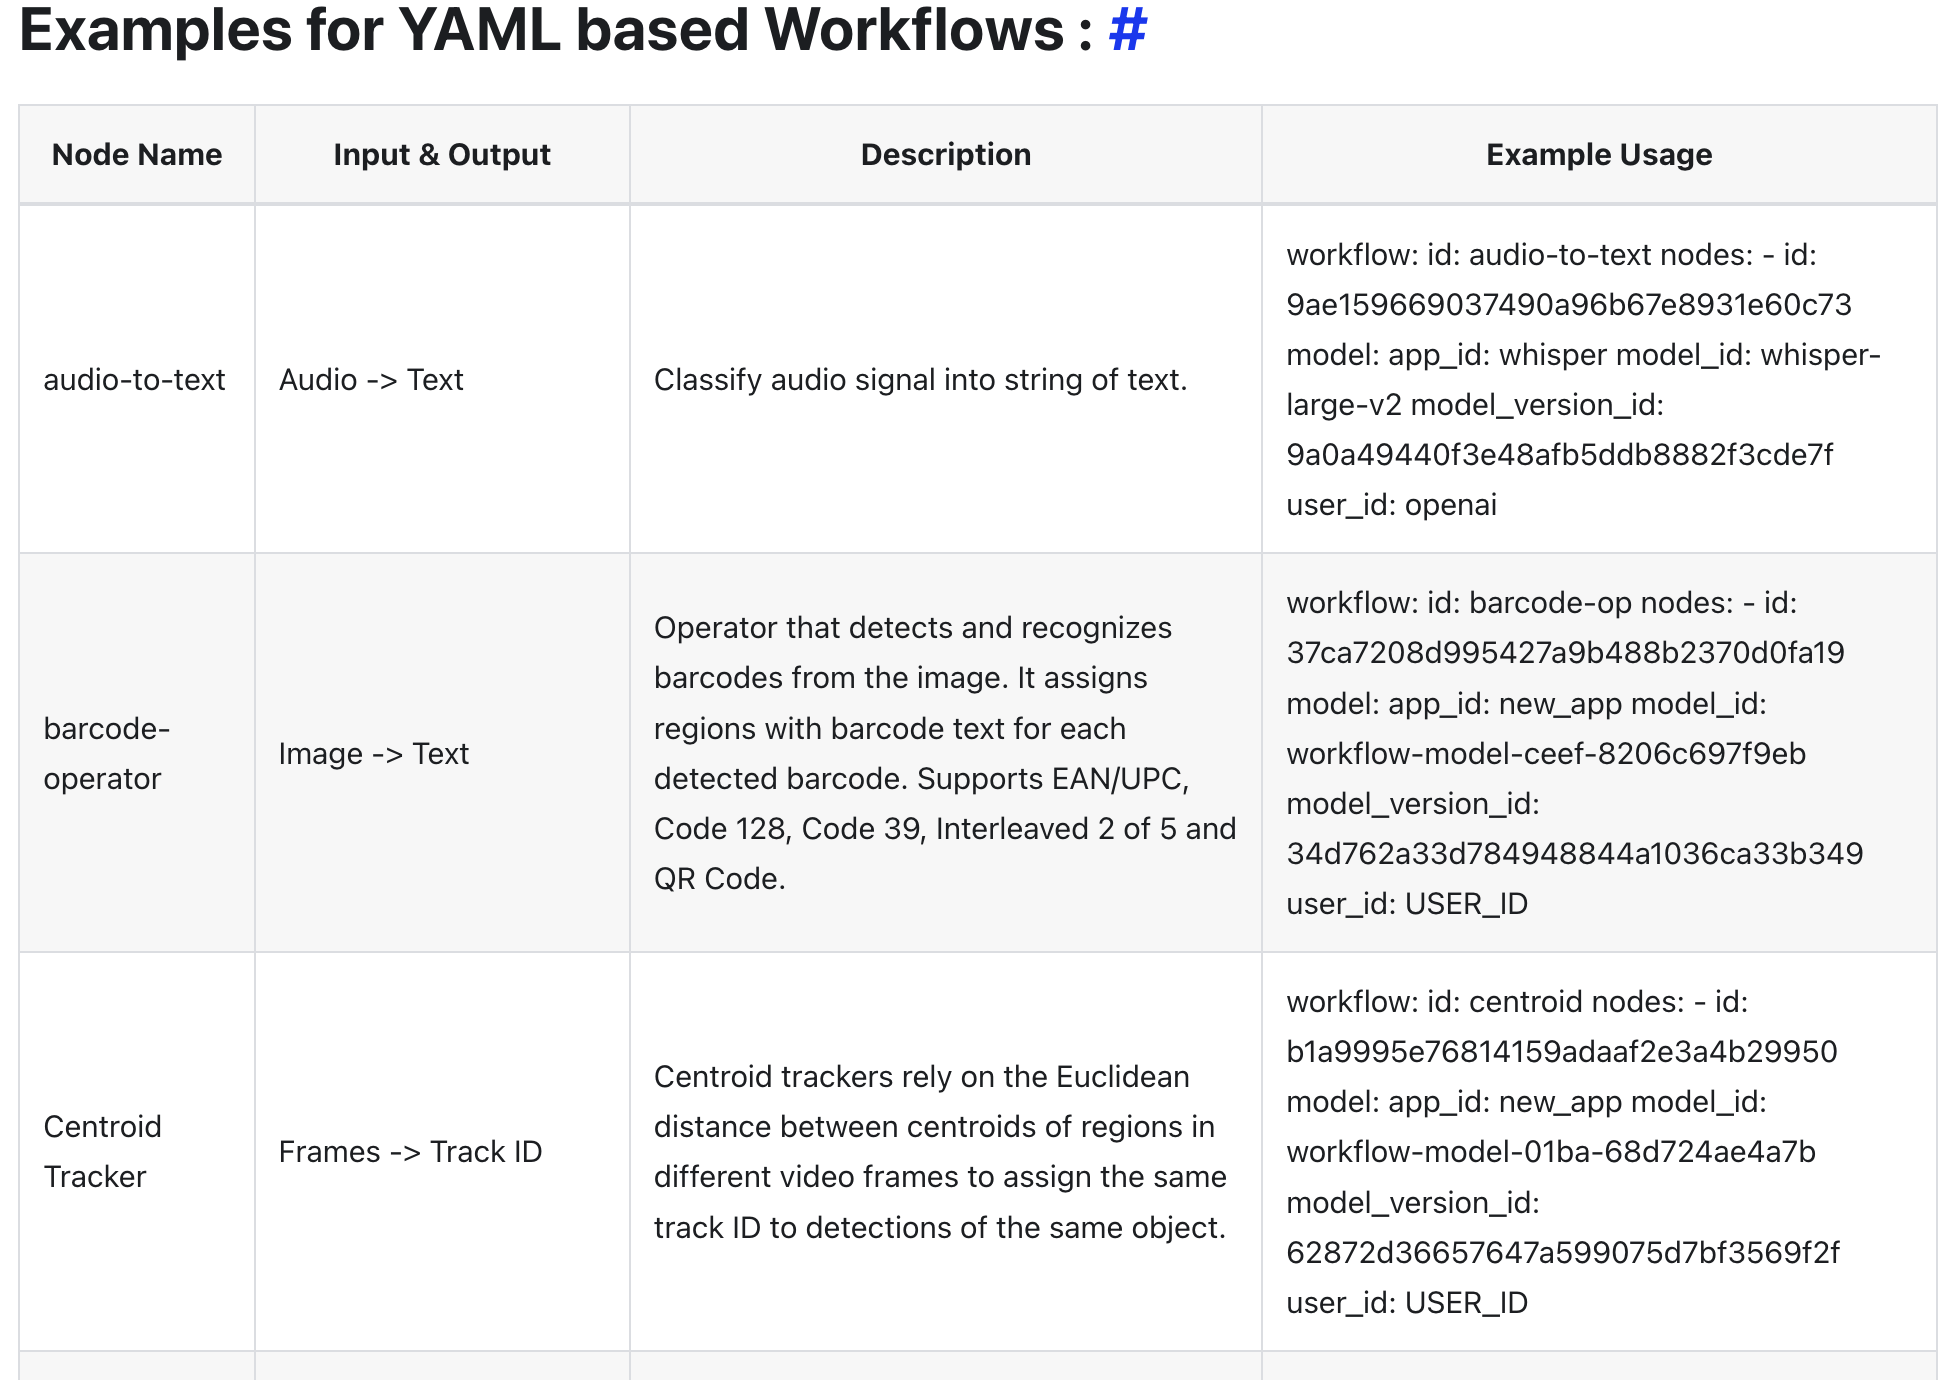 Examples for YAML based Workflows : #
Node Name
Input & Output
Description
Example Usage
audio-to-text
Audio -> Text
Classify audio signal into string of text.
workflow: id: audio-to-text nodes: - id:
9ae159669037490a96b67e8931e60c73
model: app_id: whisper model_id: whisper-
large-v2 model_version_id:
9a0a49440f3e48afb5ddb8882f3cde7f
user_id: openai
barcode-
operator
Image -> Text
Operator that detects and recognizes
barcodes from the image. It assigns
regions with barcode text for each
detected barcode. Supports EAN/UPC,
Code 128, Code 39, Interleaved 2 of 5 and
QR Code.
workflow: id: barcode-op nodes: - id:
37ca7208d995427a9b488b2370d0fa19
model: app_id: new_app model_id:
workflow-model-ceef-8206c697f9eb
model_version_id:
34d762a33d784948844a1036ca33b349
user_id: USER_ID
Centroid
Tracker
Frames -> Track ID
Centroid trackers rely on the Euclidean
distance between centroids of regions in
different video frames to assign the same
track ID to detections of the same object.
workflow: id: centroid nodes: - id:
b1a9995e76814159adaaf2e3a4b29950
model: app_id: new_app model_id:
workflow-model-01ba-68d724ae4a7b
model_version_id:
62872d36657647a599075d7bf3569f2f
user_id: USER_ID